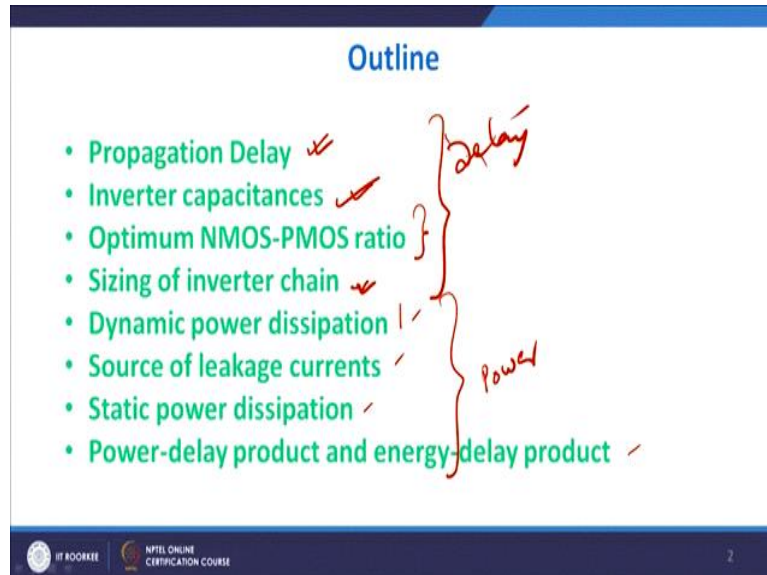 Outline
• Propagation Delay
• Inverter capacitances
• Optimum NMOS-PMOS ratio
• Sizing of inverter chain
• Dynamic power dissipation
• Source of leakage currents
• Static power dissipation
• Power-delay product and energy-delay product
Delay
Power
IT ROORKEE
NPTEL ONLINE
CERTIFICATION COURSE
2